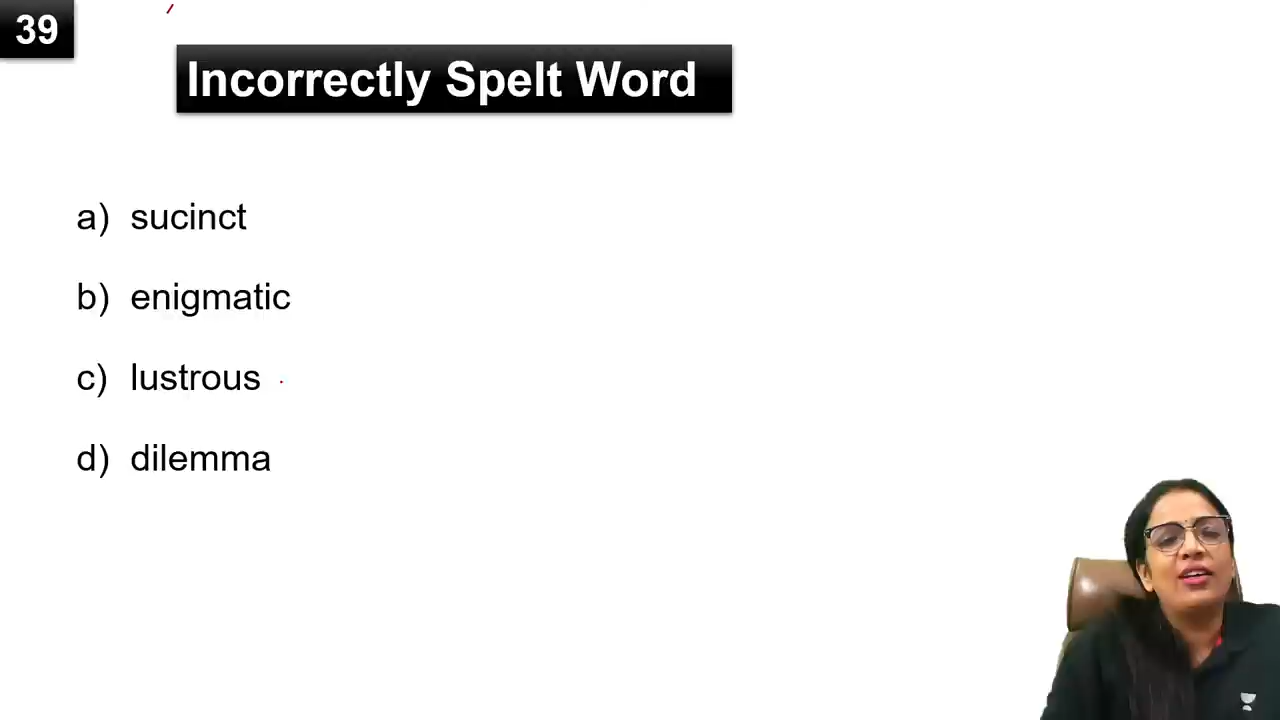 39
Incorrectly Spelt Word
a) sucinct
b) enigmatic
c) lustrous
d) dilemma